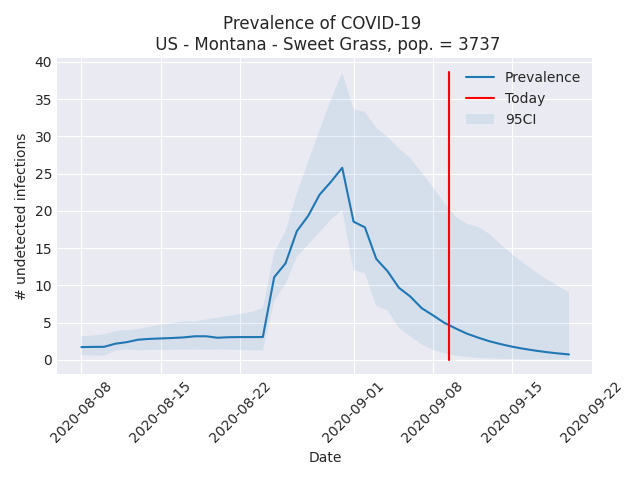 Prevalence of COVID-19
US - Montana - Sweet Grass, pop. = 3737
40
35
30
25
20
15
10
5
0
# undetected infections
Prevalence
Today
95CI
2020-08-08
2020-08-15
2020-08-22
2020-09-01
2020-09-08
2020-09-15
2020-09-22
Date